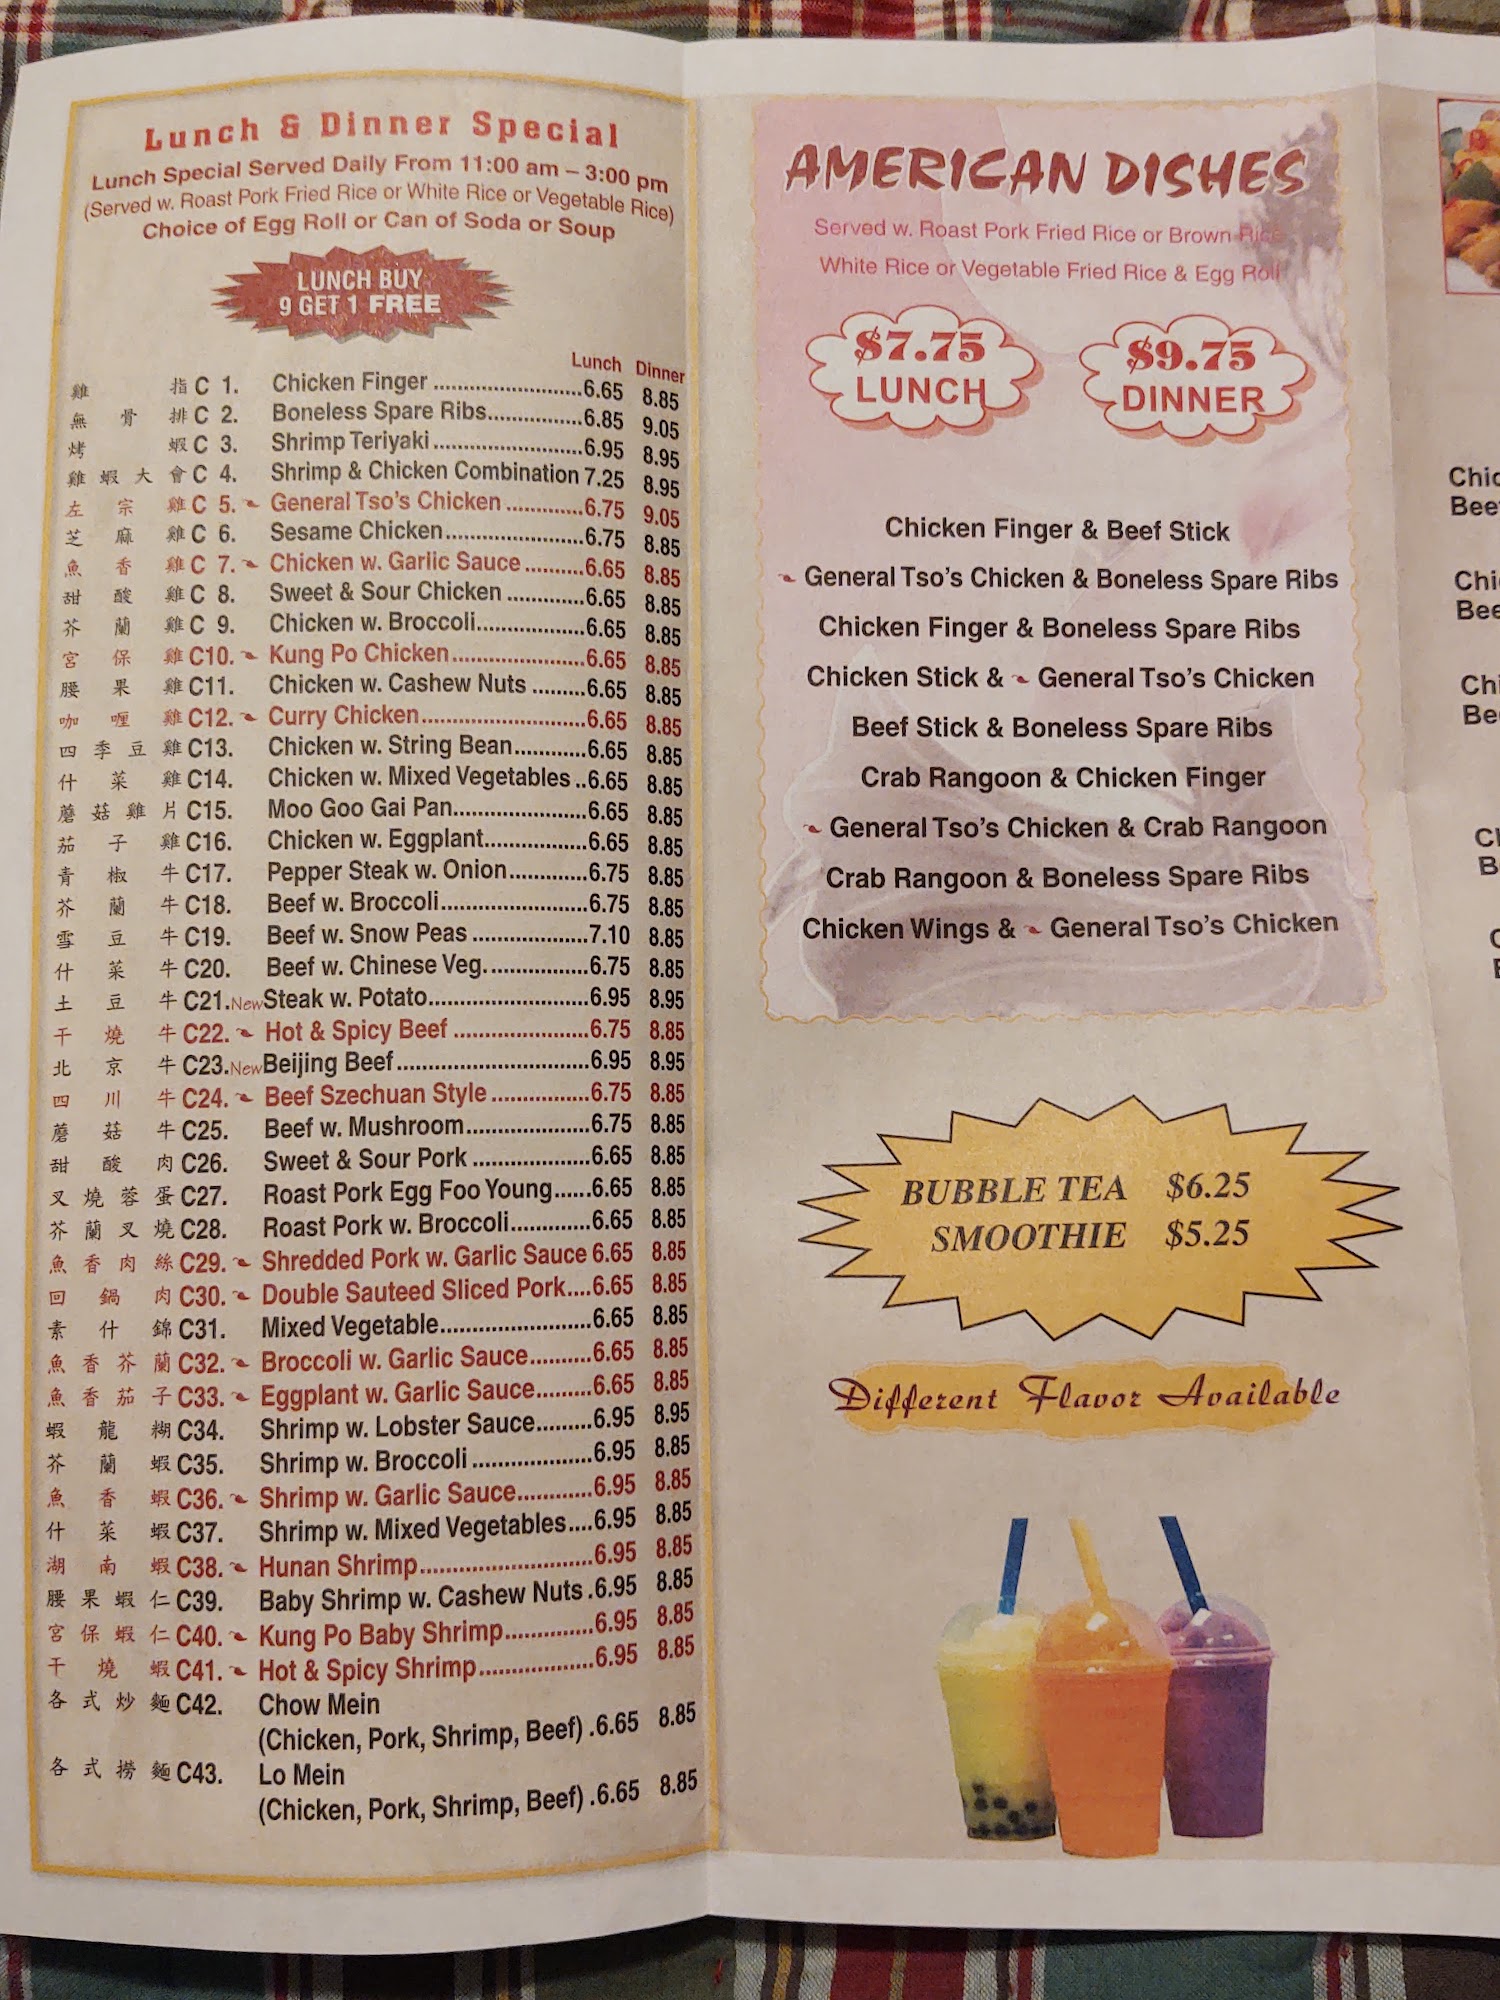 Lunch & Dinner Special
Lunch Special Served Daily From 11:00 am – 3:00 pm
(Served w. Roast Pork Fried Rice or White Rice or Vegetable Rice)
Choice of Egg Roll or Can of Soda or Soup
LUNCH BUY
9 GET 1 FREE
Lunch Dinner
雞 指 C 1. Chicken Finger ........................6.65 8.85
無 骨 排 C 2. Boneless Spare Ribs...............6.85 9.05
烤 蝦 C 3. Shrimp Teriyaki ........................6.95 8.95
雞 蝦 大 會 C 4. Shrimp & Chicken Combination 7.25 8.95
左 宗 雞 C 5. General Tso's Chicken ............6.75 9.05
芝 麻 雞 C 6. Sesame Chicken......................6.75 8.85
魚 香 雞 C 7. Chicken w. Garlic Sauce ..........6.65 8.85
甜 酸 雞 C 8. Sweet & Sour Chicken ............6.65 8.85
芥 蘭 雞 C 9. Chicken w. Broccoli.................6.65 8.85
宮 保 雞 C10. Kung Po Chicken.....................6.65 8.85
腰 果 雞 C11. Chicken w. Cashew Nuts .........6.65 8.85
咖 喱 雞 C12. Curry Chicken..........................6.65 8.85
四 季 豆 雞 C13. Chicken w. String Bean............6.65 8.85
什 菜 雞 C14. Chicken w. Mixed Vegetables ..6.65 8.85
蘑 菇 雞 片 C15. Moo Goo Gai Pan.....................6.65 8.85
茄 子 雞 C16. Chicken w. Eggplant................6.65 8.85
青 椒 牛 C17. Pepper Steak w. Onion............6.75 8.85
芥 蘭 牛 C18. Beef w. Broccoli.......................6.75 8.85
雪 豆 牛 C19. Beef w. Snow Peas ..................7.10 8.85
什 菜 牛 C20. Beef w. Chinese Veg................6.75 8.85
土 豆 牛 C21.New Steak w. Potato.........................6.95 8.95
干 燒 牛 C22. Hot & Spicy Beef .....................6.75 8.85
北 京 牛 C23.New Beijing Beef..............................6.95 8.95
四 川 牛 C24. Beef Szechuan Style ...............6.75 8.85
蘑 菇 牛 C25. Beef w. Mushroom...................6.75 8.85
甜 酸 肉 C26. Sweet & Sour Pork ..................6.65 8.85
叉 燒 蓉 蛋 C27. Roast Pork Egg Foo Young......6.65 8.85
芥 蘭 叉 燒 C28. Roast Pork w. Broccoli.............6.65 8.85
魚 香 肉 絲 C29. Shredded Pork w. Garlic Sauce 6.65 8.85
回 鍋 肉 C30. Double Sauteed Sliced Pork....6.65 8.85
素 什 錦 C31. Mixed Vegetable........................6.65 8.85
魚 香 芥 蘭 C32. Broccoli w. Garlic Sauce..........6.65 8.85
魚 香 茄 子 C33. Eggplant w. Garlic Sauce.........6.65 8.85
蝦 龍 糊 C34. Shrimp w. Lobster Sauce.........6.95 8.95
芥 蘭 蝦 C35. Shrimp w. Broccoli ...................6.95 8.85
魚 香 蝦 C36. Shrimp w. Garlic Sauce............6.95 8.85
什 菜 蝦 C37. Shrimp w. Mixed Vegetables....6.95 8.85
湖 南 蝦 C38. Hunan Shrimp...........................6.95 8.85
腰 果 蝦 仁 C39. Baby Shrimp w. Cashew Nuts .6.95 8.85
宮 保 蝦 仁 C40. Kung Po Baby Shrimp..............6.95 8.85
干 燒 蝦 C41. Hot & Spicy Shrimp..................6.95 8.85
各 式 炒 麵 C42. Chow Mein
(Chicken, Pork, Shrimp, Beef) .6.65 8.85
各 式 撈 麵 C43. Lo Mein
(Chicken, Pork, Shrimp, Beef) .6.65 8.85
AMERICAN DISHES
Served w. Roast Pork Fried Rice or Brown Rice
White Rice or Vegetable Fried Rice & Egg Roll
$7.75 LUNCH
$9.75 DINNER
Chicken Finger & Beef Stick
General Tso's Chicken & Boneless Spare Ribs
Chicken Finger & Boneless Spare Ribs
Chicken Stick & General Tso's Chicken
Beef Stick & Boneless Spare Ribs
Crab Rangoon & Chicken Finger
General Tso's Chicken & Crab Rangoon
Crab Rangoon & Boneless Spare Ribs
Chicken Wings & General Tso's Chicken
BUBBLE TEA $6.25
SMOOTHIE $5.25
Different Flavor Available